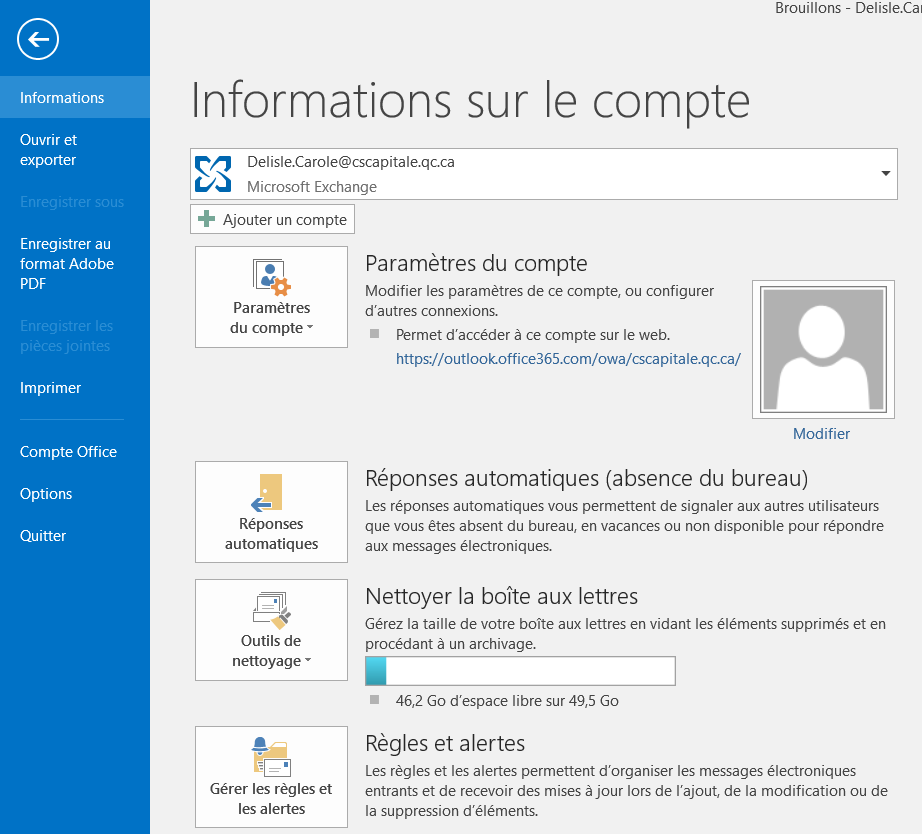 Brouillons - Delisle.Car
Informations
Ouvrir et
exporter
Enregistrer sous
Enregistrer au
format Adobe
PDF
Enregistrer les
pièces jointes
Imprimer
Compte Office
Options
Quitter
Informations sur le compte
Delisle.Carole@cscapitale.qc.ca
Microsoft Exchange
Ajouter un compte
Paramètres
du compte
Paramètres du compte
Modifier les paramètres de ce compte, ou configurer
d'autres connexions.
Permet d'accéder à ce compte sur le web.
https://outlook.office365.com/owa/cscapitale.qc.ca/
Modifier
Réponses
automatiques
Réponses automatiques (absence du bureau)
Les réponses automatiques vous permettent de signaler aux autres utilisateurs
que vous êtes absent du bureau, en vacances ou non disponible pour répondre
aux messages électroniques.
Outils de
nettoyage
Nettoyer la boîte aux lettres
Gérez la taille de votre boîte aux lettres en vidant les éléments supprimés et en
procédant à un archivage.
46,2 Go d'espace libre sur 49,5 Go
Gérer les règles et
les alertes
Règles et alertes
Les règles et les alertes permettent d'organiser les messages électroniques
entrants et de recevoir des mises à jour lors de l'ajout, de la modification ou de
la suppression d'éléments.